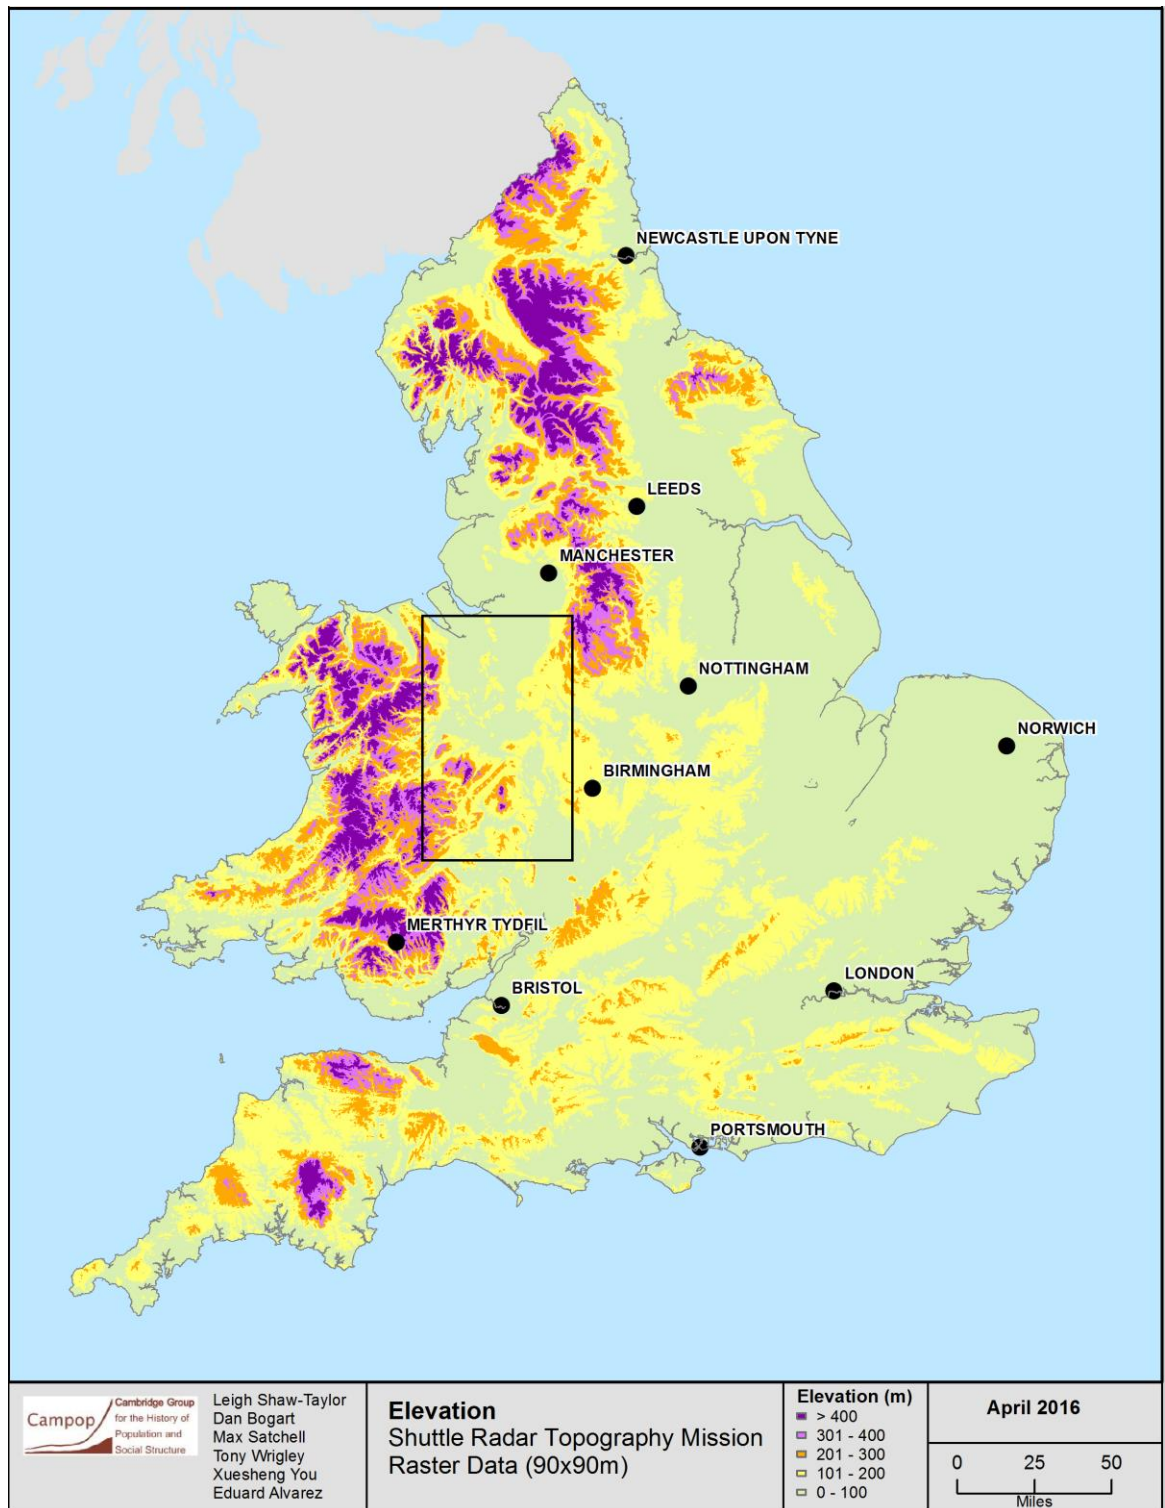 NEWCASTLE UPON TYNE
LEEDS
MANCHESTER
NOTTINGHAM
NORWICH
BIRMINGHAM
MERTHYR TYDFIL
LONDON
BRISTOL
PORTSMOUTH
Campop
Cambridge Group
for the History of
Population and
Social Structure
Leigh Shaw-Taylor
Dan Bogart
Max Satchell
Tony Wrigley
Xuesheng You
Eduard Alvarez
Elevation
Shuttle Radar Topography Mission
Raster Data (90x90m)
Elevation (m)
> 400
301 - 400
201 - 300
101 - 200
0 - 100
April 2016
0 25 50
Miles